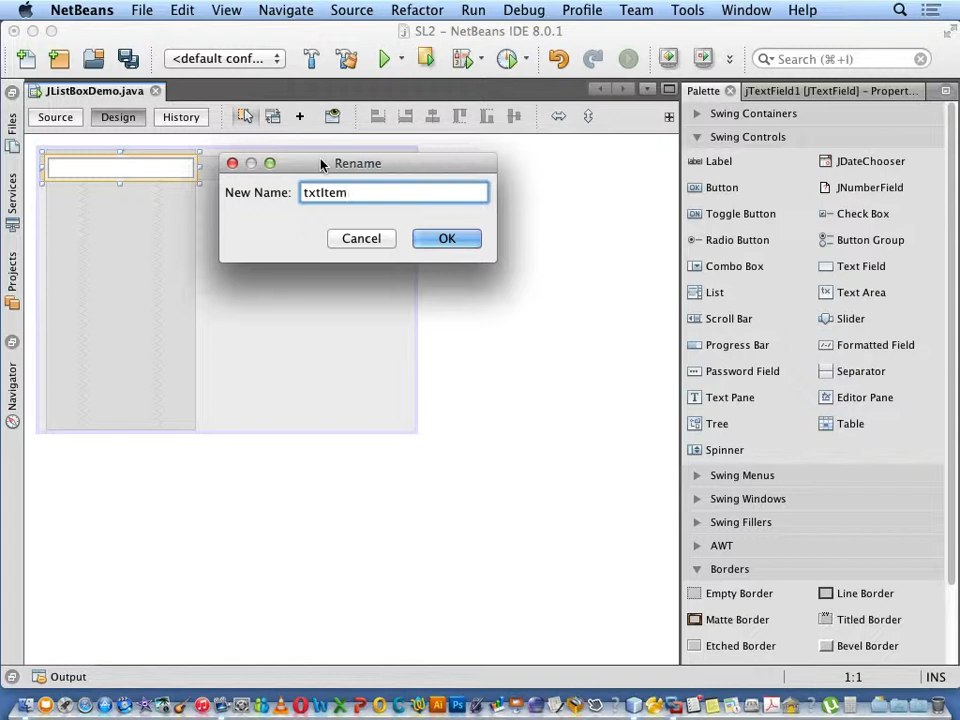 NetBeans File Edit View Navigate Source Refactor Run Debug Profile Team Tools Window Help
SL2 - NetBeans IDE 8.0.1
<default conf... Search (⌘+I)
JListBoxDemo.java
Palette jTextField1 [JTextField] - Propert...
Source Design History
Swing Containers
Swing Controls
Label JDateChooser
Button JNumberField
Toggle Button Check Box
Radio Button Button Group
Combo Box Text Field
List Text Area
Scroll Bar Slider
Progress Bar Formatted Field
Password Field Separator
Text Pane Editor Pane
Tree Table
Spinner
Swing Menus
Swing Windows
Swing Fillers
AWT
Borders
Empty Border Line Border
Matte Border Titled Border
Etched Border Bevel Border
Rename
New Name: txtItem
Cancel OK
Files
Services
Projects
Navigator
Output
1:1 INS